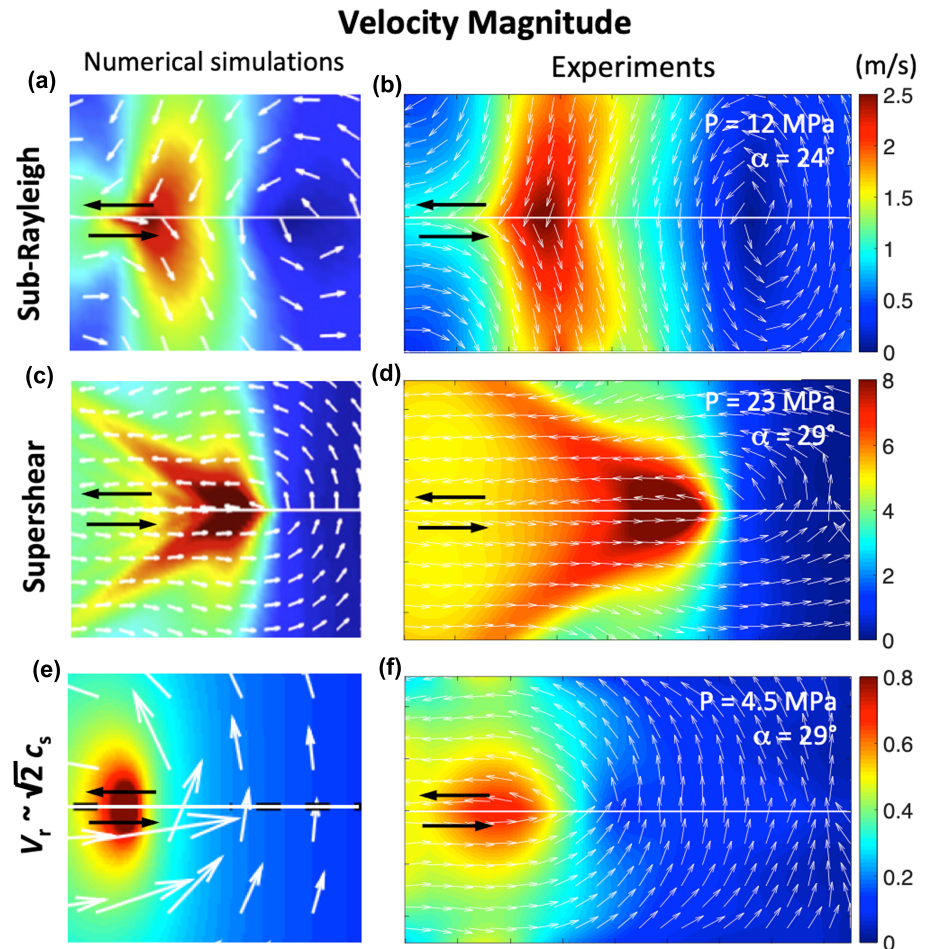 Velocity Magnitude
Numerical simulations
Experiments
(m/s)
(a)
(b)
P = 12 MPa
α = 24°
2.5
2
1.5
1
0.5
0
Sub-Rayleigh
(c)
(d)
P = 23 MPa
α = 29°
8
6
4
2
0
Supershear
(e)
(f)
P = 4.5 MPa
α = 29°
0.8
0.6
0.4
0.2
0
Vr ~ √2 cs